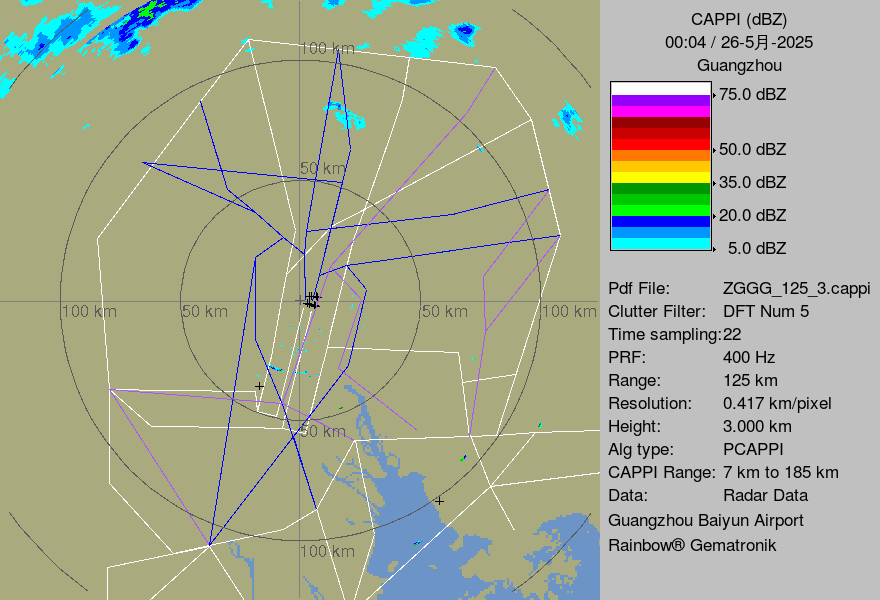 CAPPI (dBZ)
00:04 / 26-5月-2025
Guangzhou
75.0 dBZ
50.0 dBZ
35.0 dBZ
20.0 dBZ
5.0 dBZ
100 km
50 km
100 km
50 km
50 km
100 km
50 km
100 km
Pdf File: ZGGG_125_3.cappi
Clutter Filter: DFT Num 5
Time sampling:22
PRF: 400 Hz
Range: 125 km
Resolution: 0.417 km/pixel
Height: 3.000 km
Alg type: PCAPPI
CAPPI Range: 7 km to 185 km
Data: Radar Data
Guangzhou Baiyun Airport
Rainbow® Gematronik